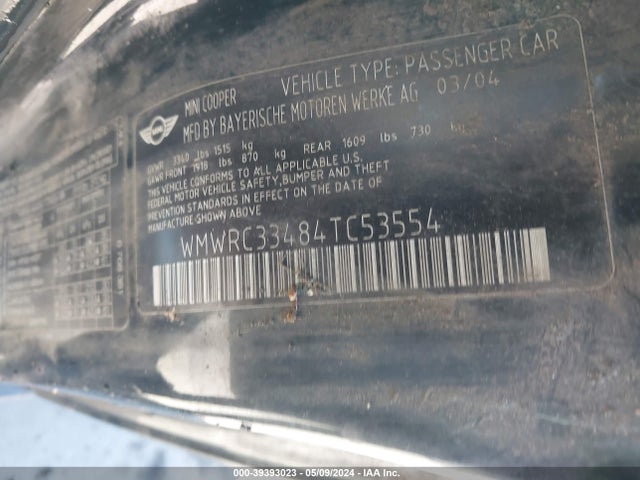 MINI COOPER VEHICLE TYPE: PASSENGER CAR
MFD BY BAYERISCHE MOTOREN WERKE AG 03/04
MINI
GVWR 3340 lbs 1515 kg
GAWR FRONT 1918 lbs 870 kg REAR 1609 lbs 730 kg
THIS VEHICLE CONFORMS TO ALL APPLICABLE U.S.
FEDERAL MOTOR VEHICLE SAFETY, BUMPER AND THEFT
PREVENTION STANDARDS IN EFFECT ON THE DATE OF
MANUFACTURE SHOWN ABOVE.
WMWRC33484TC53554
000-39393023 - 05/09/2024 - IAA Inc.